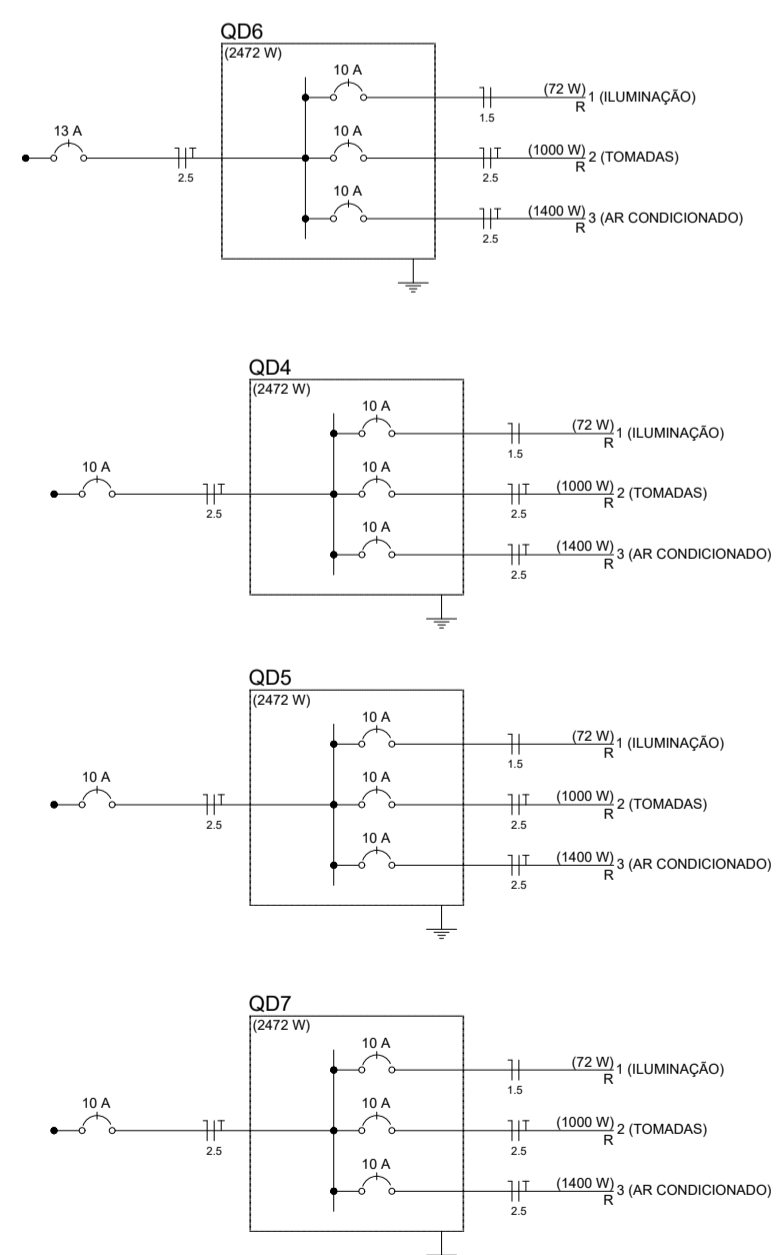 QD6
(2472 W)
10 A
(72 W)
R
1 (ILUMINAÇÃO)
1.5
13 A
T
2.5
10 A
T
(1000 W)
R
2 (TOMADAS)
2.5
10 A
T
(1400 W)
R
3 (AR CONDICIONADO)
2.5
QD4
(2472 W)
10 A
(72 W)
R
1 (ILUMINAÇÃO)
1.5
10 A
T
2.5
10 A
T
(1000 W)
R
2 (TOMADAS)
2.5
10 A
T
(1400 W)
R
3 (AR CONDICIONADO)
2.5
QD5
(2472 W)
10 A
(72 W)
R
1 (ILUMINAÇÃO)
1.5
10 A
T
2.5
10 A
T
(1000 W)
R
2 (TOMADAS)
2.5
10 A
T
(1400 W)
R
3 (AR CONDICIONADO)
2.5
QD7
(2472 W)
10 A
(72 W)
R
1 (ILUMINAÇÃO)
1.5
10 A
T
2.5
10 A
T
(1000 W)
R
2 (TOMADAS)
2.5
10 A
T
(1400 W)
R
3 (AR CONDICIONADO)
2.5